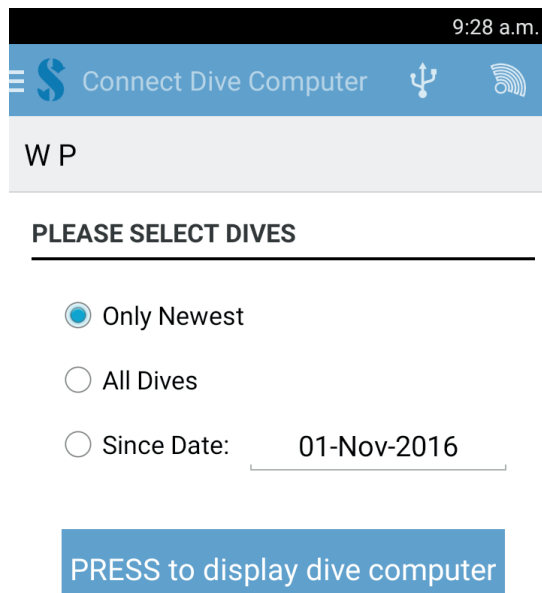 9:28 a.m.
Connect Dive Computer
W P
PLEASE SELECT DIVES
Only Newest
All Dives
Since Date: 01-Nov-2016
PRESS to display dive computer